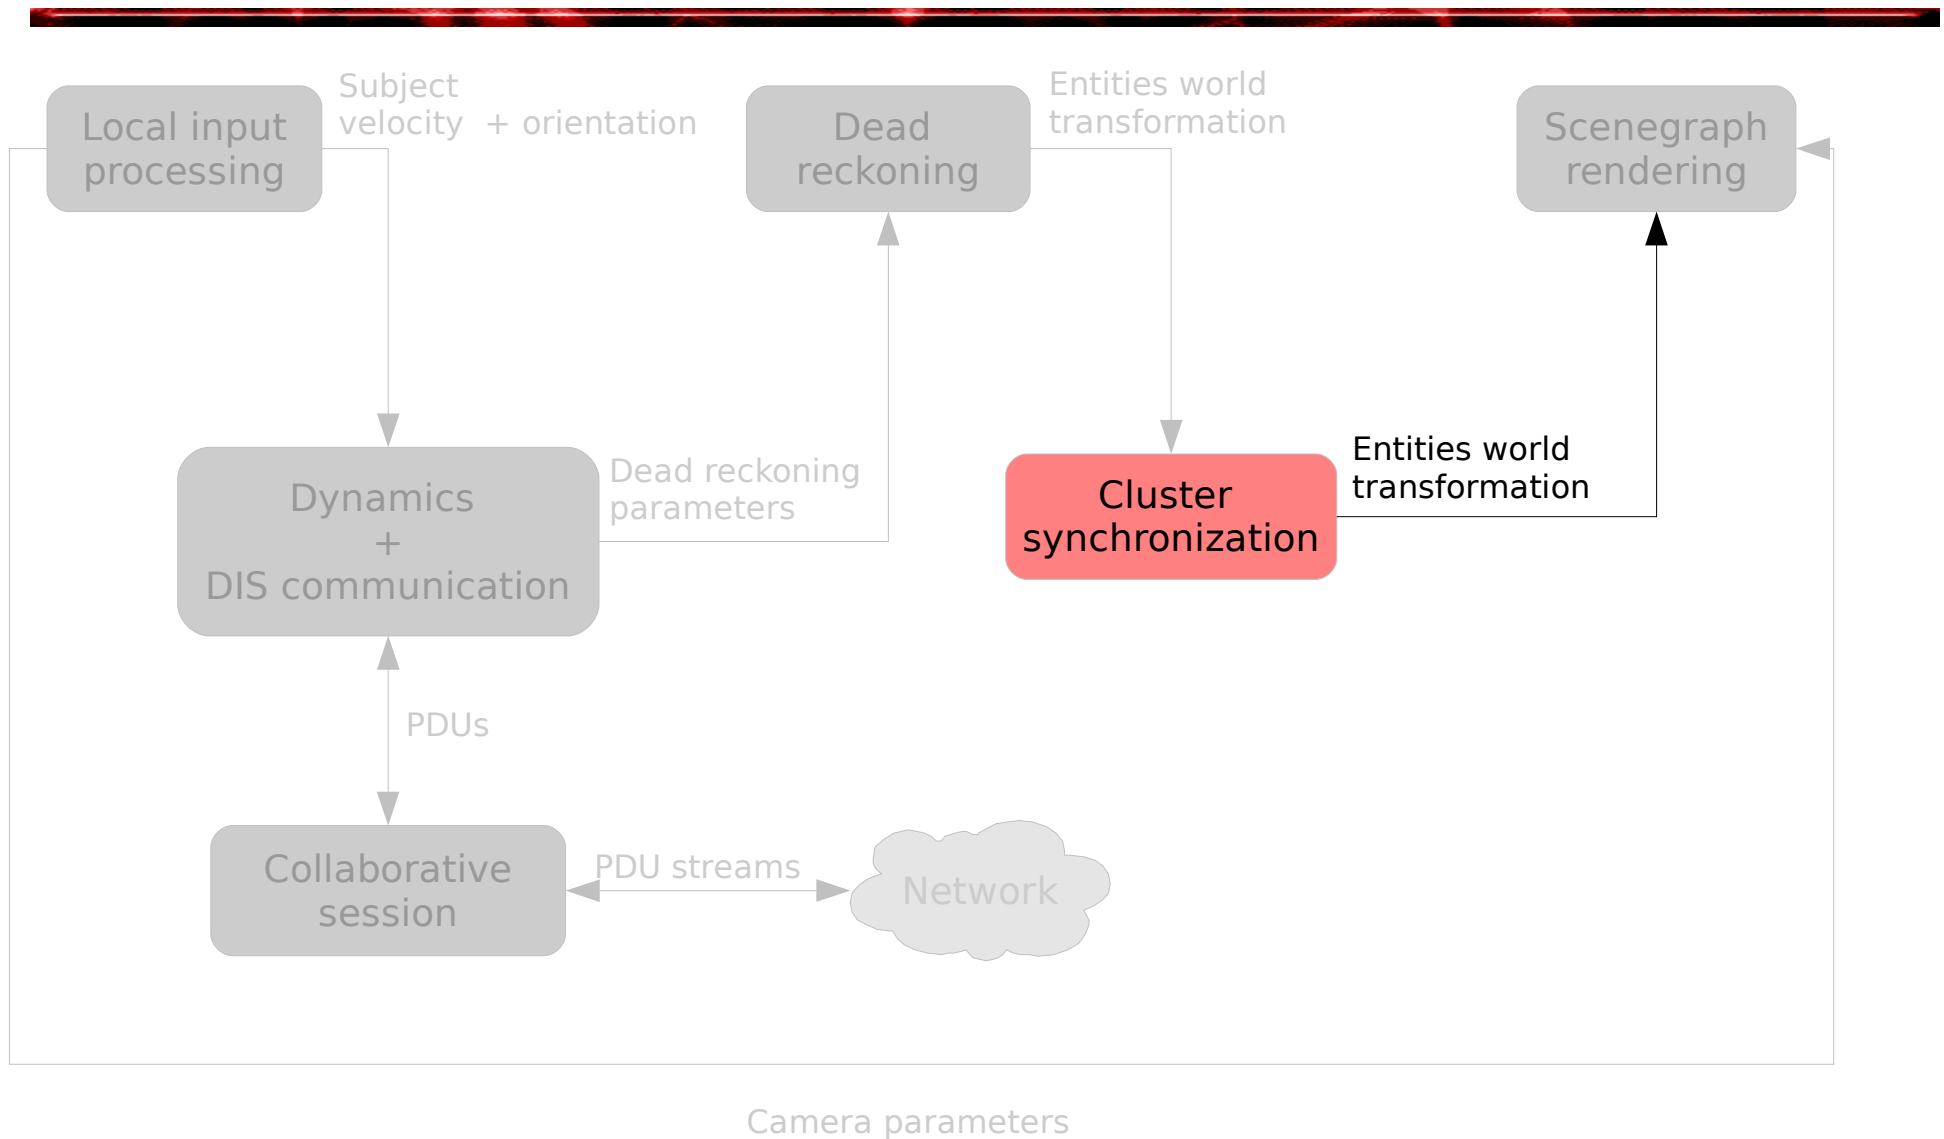 Local input
processing
Subject
velocity + orientation
Dead
reckoning
Entities world
transformation
Scenegraph
rendering
Dynamics
+
DIS communication
Dead reckoning
parameters
Cluster
synchronization
Entities world
transformation
PDUs
Collaborative
session
PDU streams
Network
Camera parameters